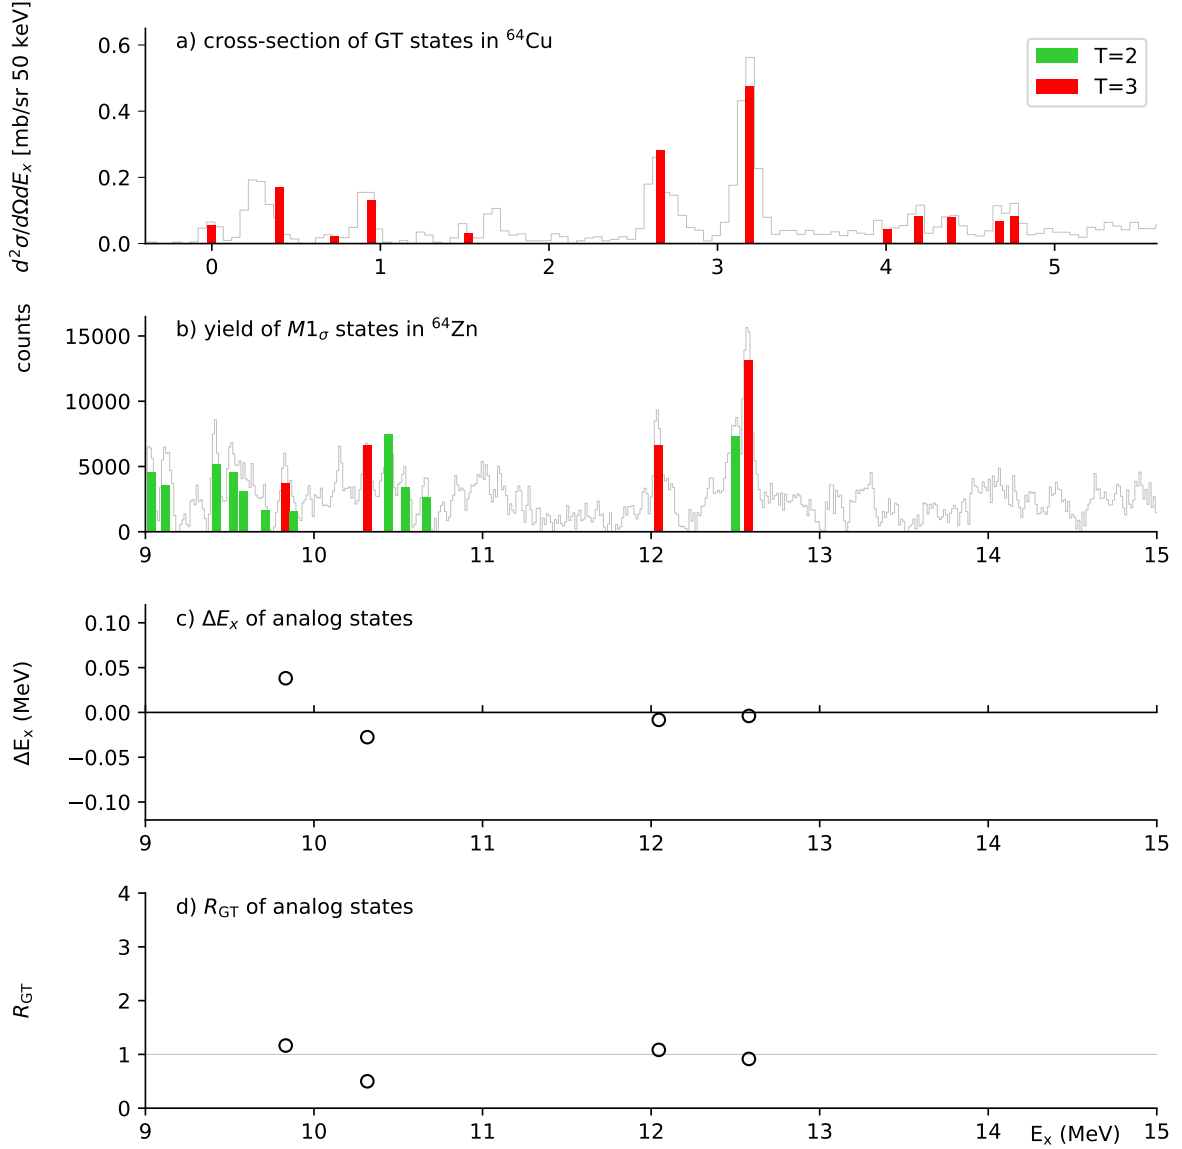 a) cross-section of GT states in ⁶⁴Cu
d²σ/dΩdEₓ [mb/sr 50 keV]
T=2
T=3
0.6
0.4
0.2
0.0
0 1 2 3 4 5
b) yield of M1σ states in ⁶⁴Zn
counts
15000
10000
5000
0
9 10 11 12 13 14 15
c) ΔEₓ of analog states
ΔEₓ (MeV)
0.10
0.05
0.00
−0.05
−0.10
9 10 11 12 13 14 15
d) R_GT of analog states
R_GT
4
3
2
1
0
9 10 11 12 13 14 15
Eₓ (MeV)